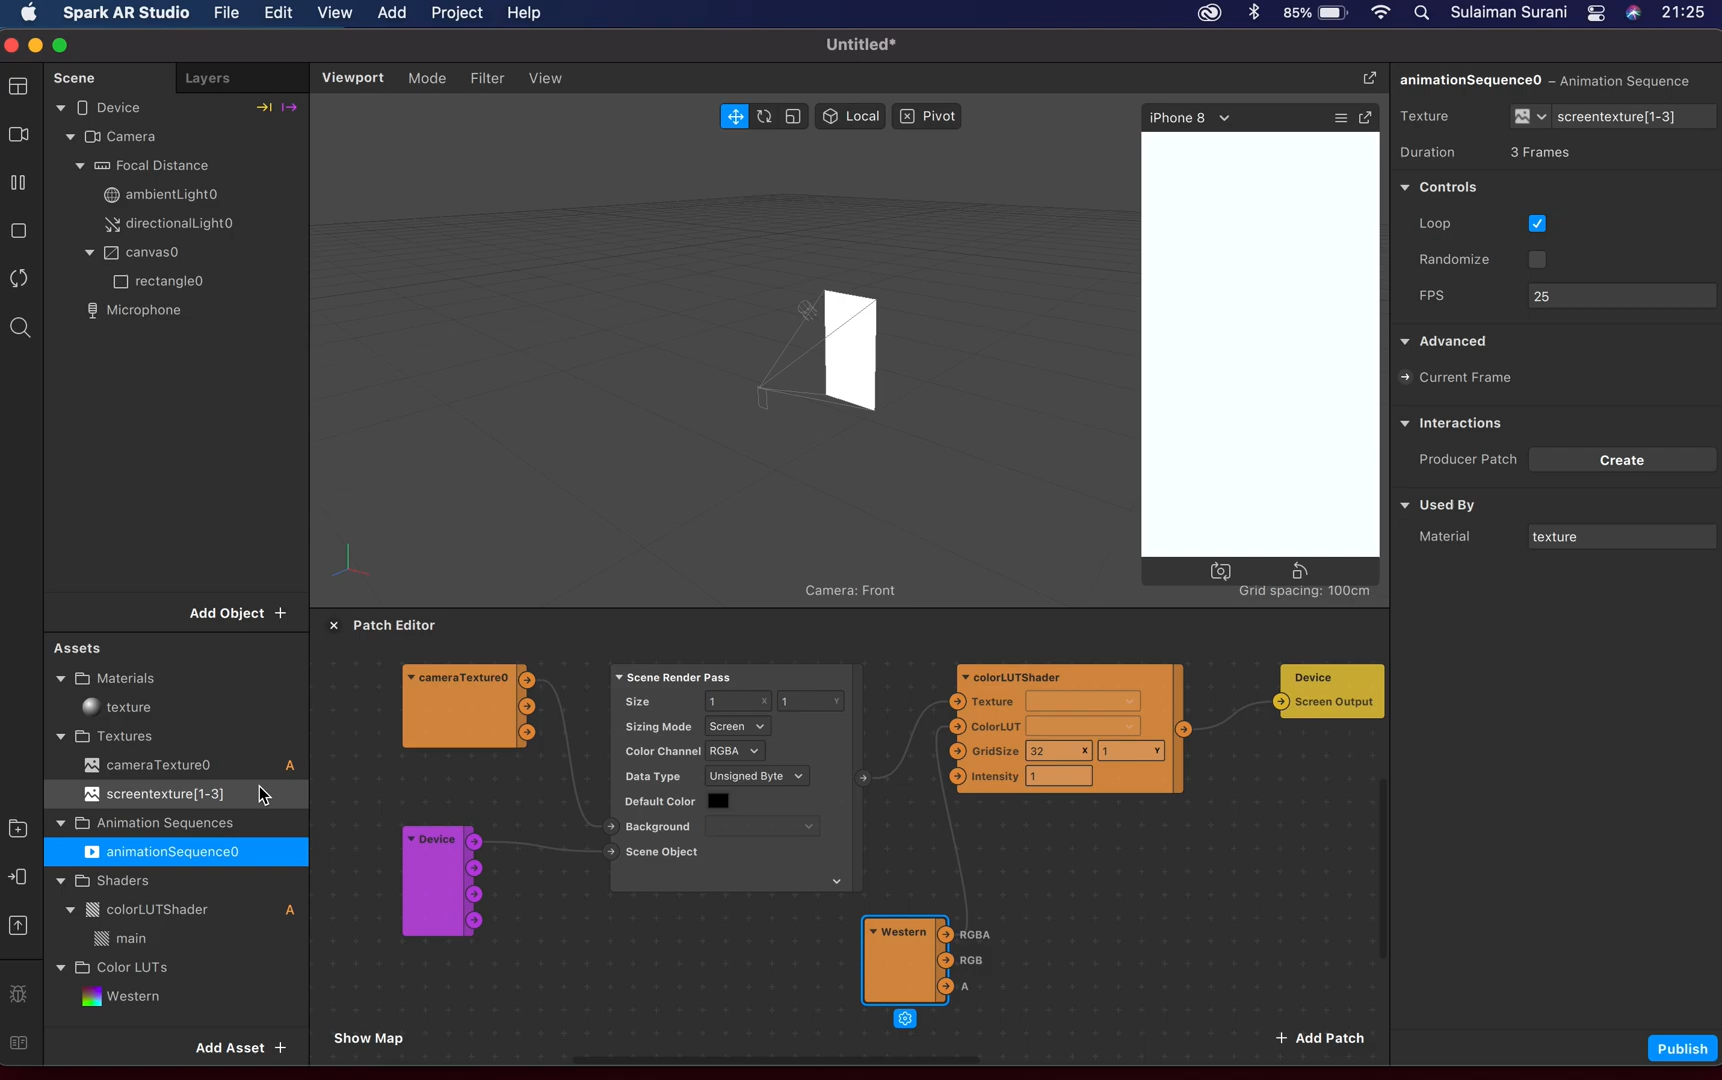 Spark AR Studio File Edit View Add Project Help 85% Sulaiman Surani 21:25
Untitled*
Scene Layers
Device
Camera
Focal Distance
ambientLight0
directionalLight0
canvas0
rectangle0
Microphone
Add Object +
Assets
Materials
texture
Textures
cameraTexture0 A
screentexture[1-3]
Animation Sequences
animationSequence0
Shaders
colorLUTShader A
main
Color LUTs
Western
Add Asset +
Viewport Mode Filter View
Local Pivot
iPhone 8
Camera: Front
Grid spacing: 100cm
Patch Editor
cameraTexture0
Device
Scene Render Pass
Size 1 X 1 Y
Sizing Mode Screen
Color Channel RGBA
Data Type Unsigned Byte
Default Color
Background
Scene Object
colorLUTShader
Texture
ColorLUT
GridSize 32 X 1 Y
Intensity 1
Device
Screen Output
Western RGBA
RGB
A
Show Map
+ Add Patch
animationSequence0 – Animation Sequence
Texture screentexture[1-3]
Duration 3 Frames
Controls
Loop
Randomize
FPS 25
Advanced
Current Frame
Interactions
Producer Patch Create
Used By
Material texture
Publish